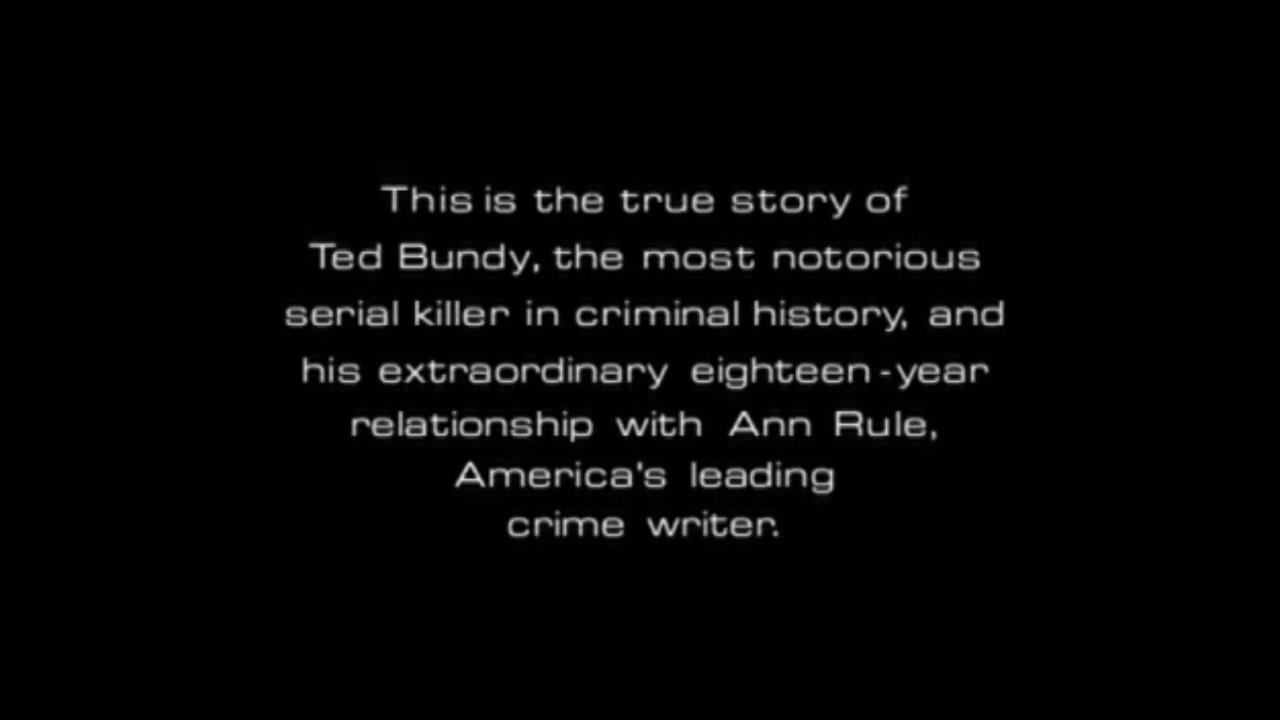 This is the true story of
Ted Bundy, the most notorious
serial killer in criminal history, and
his extraordinary eighteen-year
relationship with Ann Rule,
America's leading
crime writer.